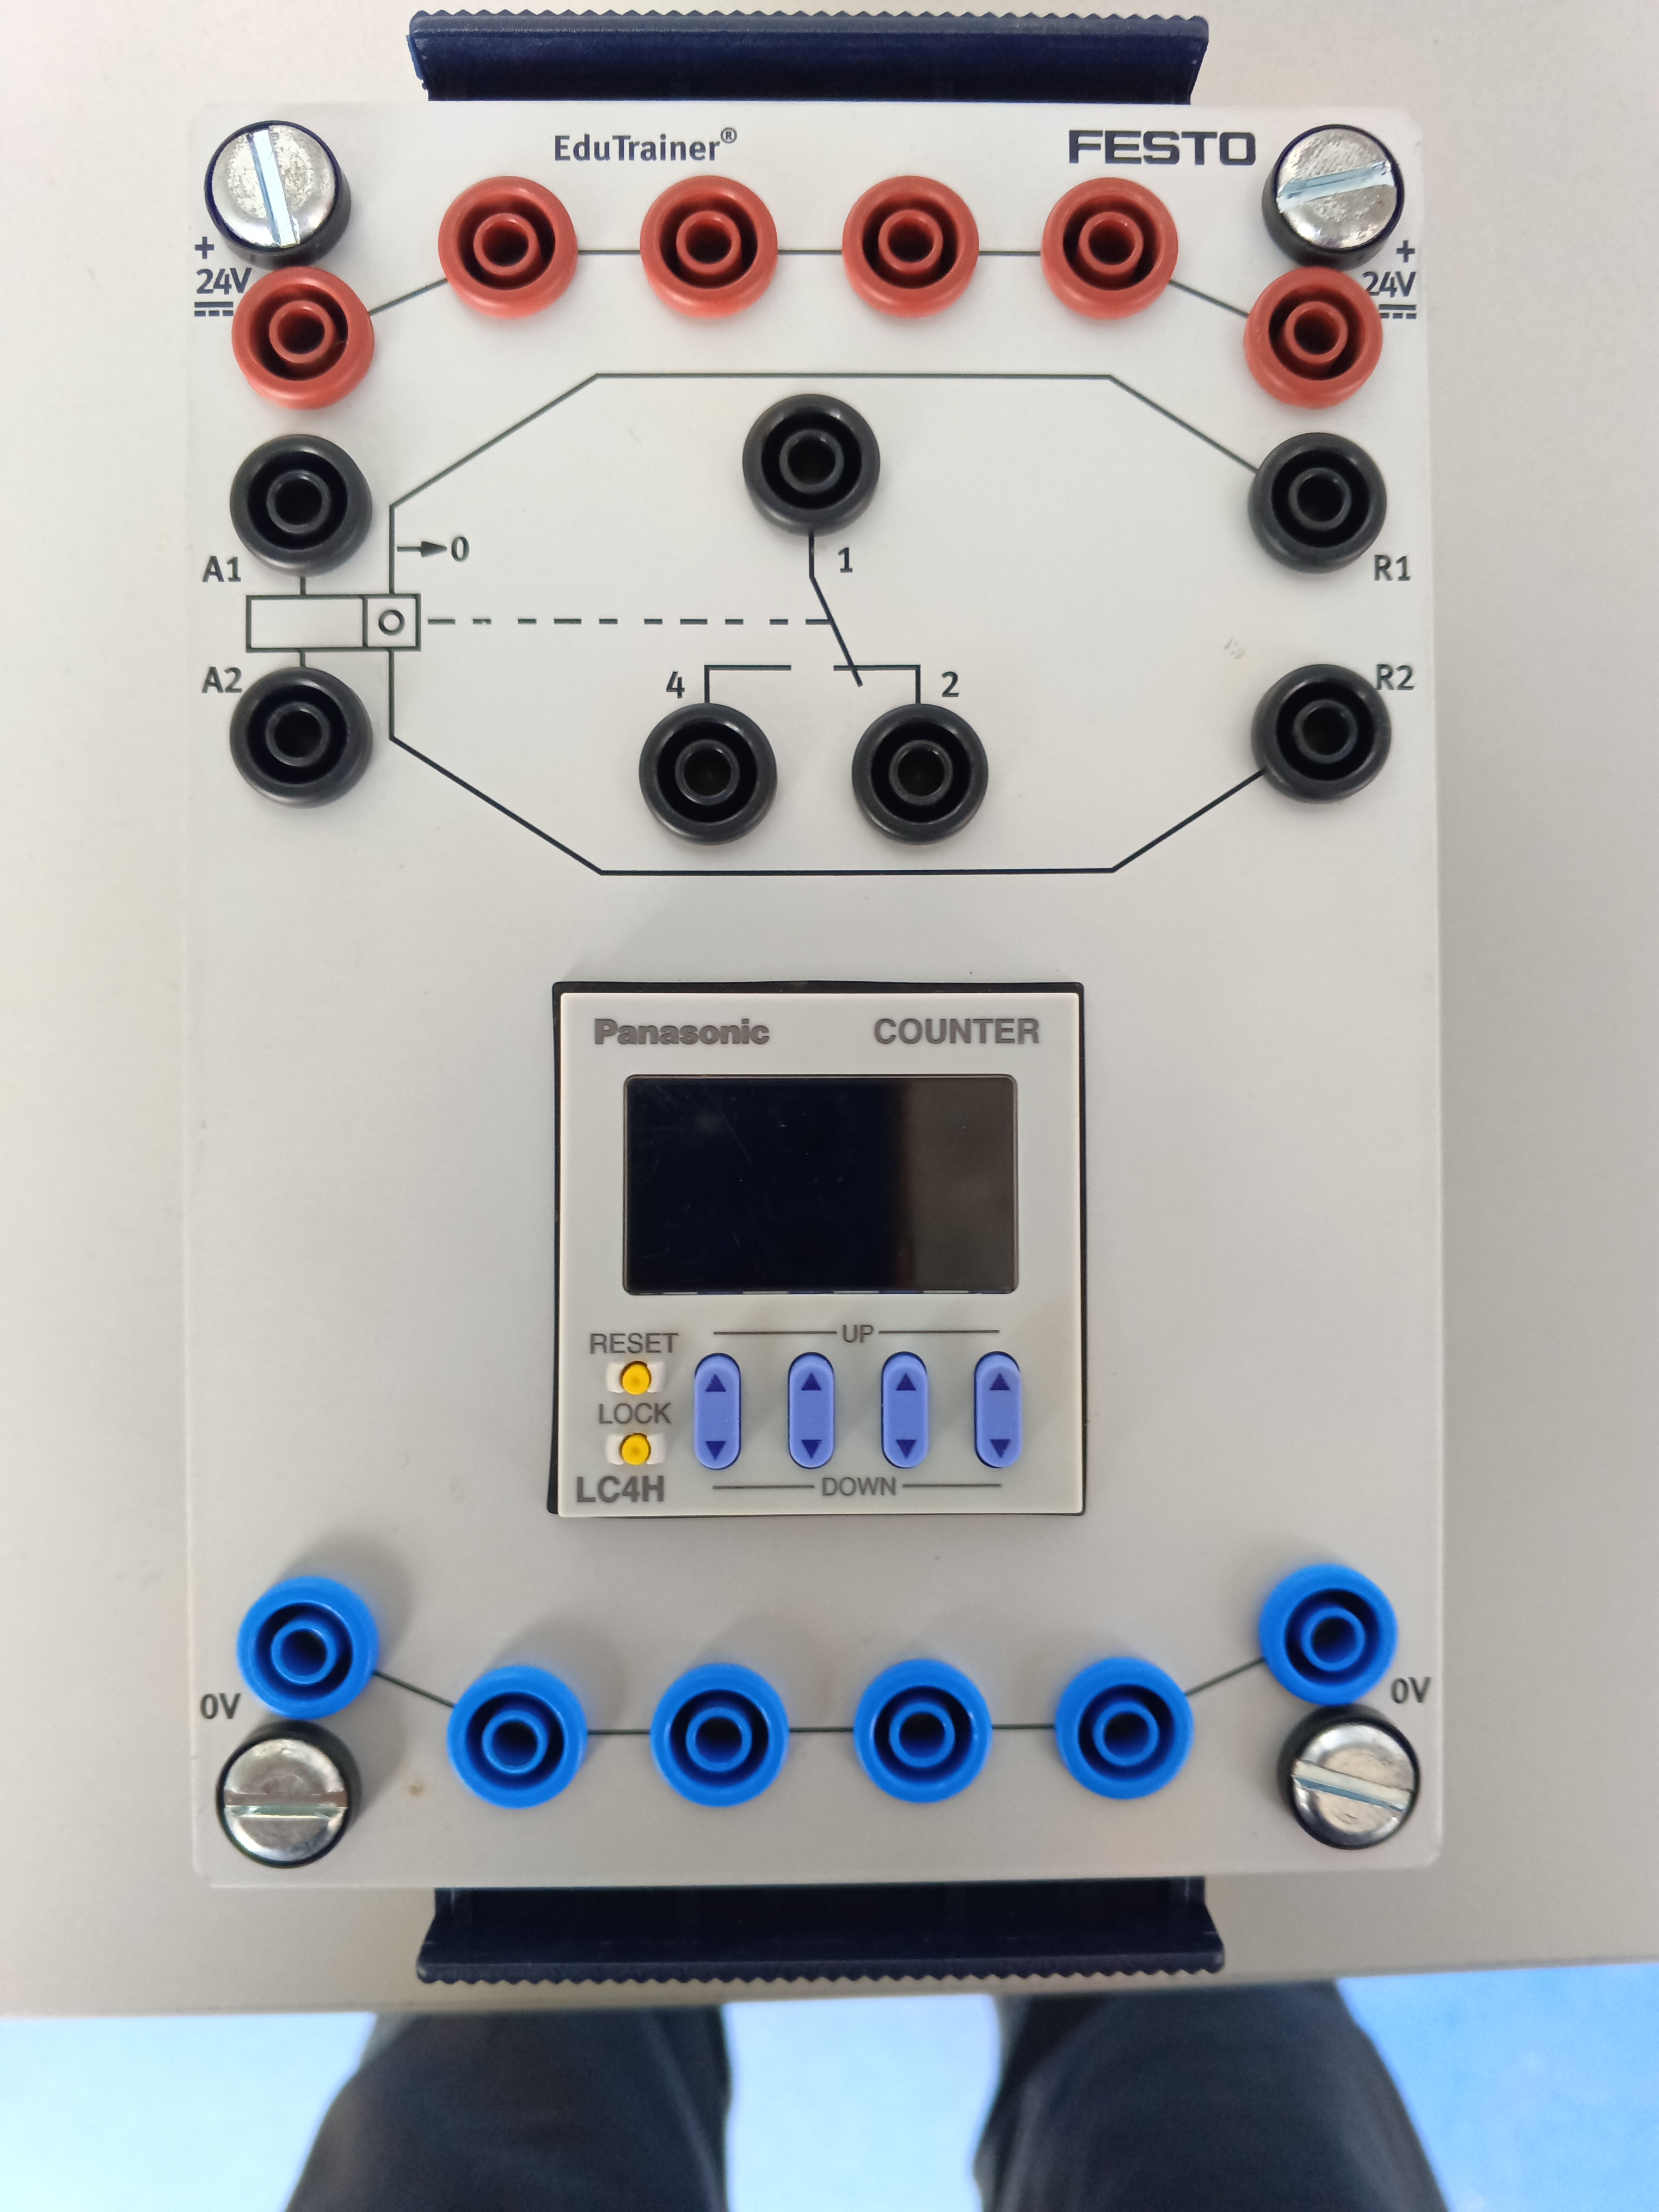 EduTrainer® FESTO
+ +
24V 24V
0
1
A1 R1
A2 4 2 R2
Panasonic COUNTER
UP
RESET
LOCK
LC4H DOWN
0V 0V